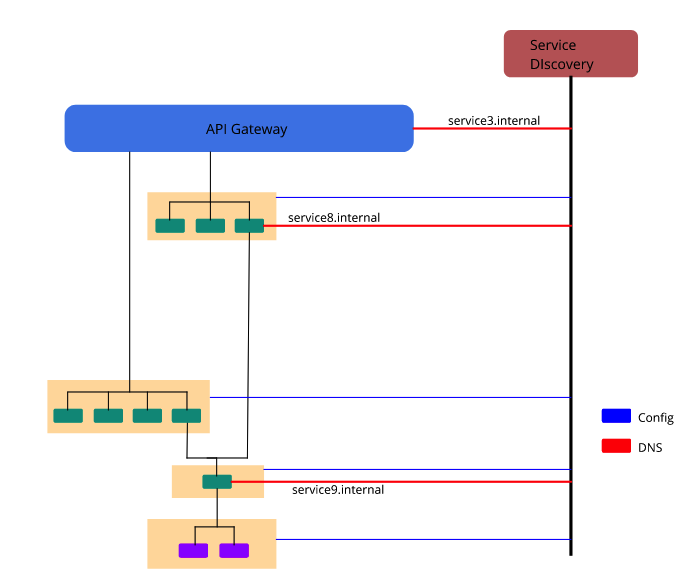 Service
DIscovery
service3.internal
API Gateway
service8.internal
Config
DNS
service9.internal